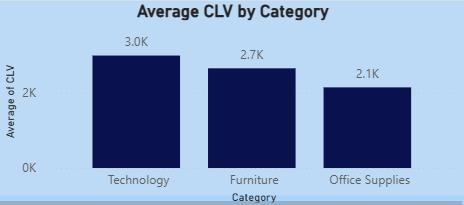 Average CLV by Category
3.0K
2.7K
2.1K
Average of CLV
2K
0K
Technology Furniture Office Supplies
Category